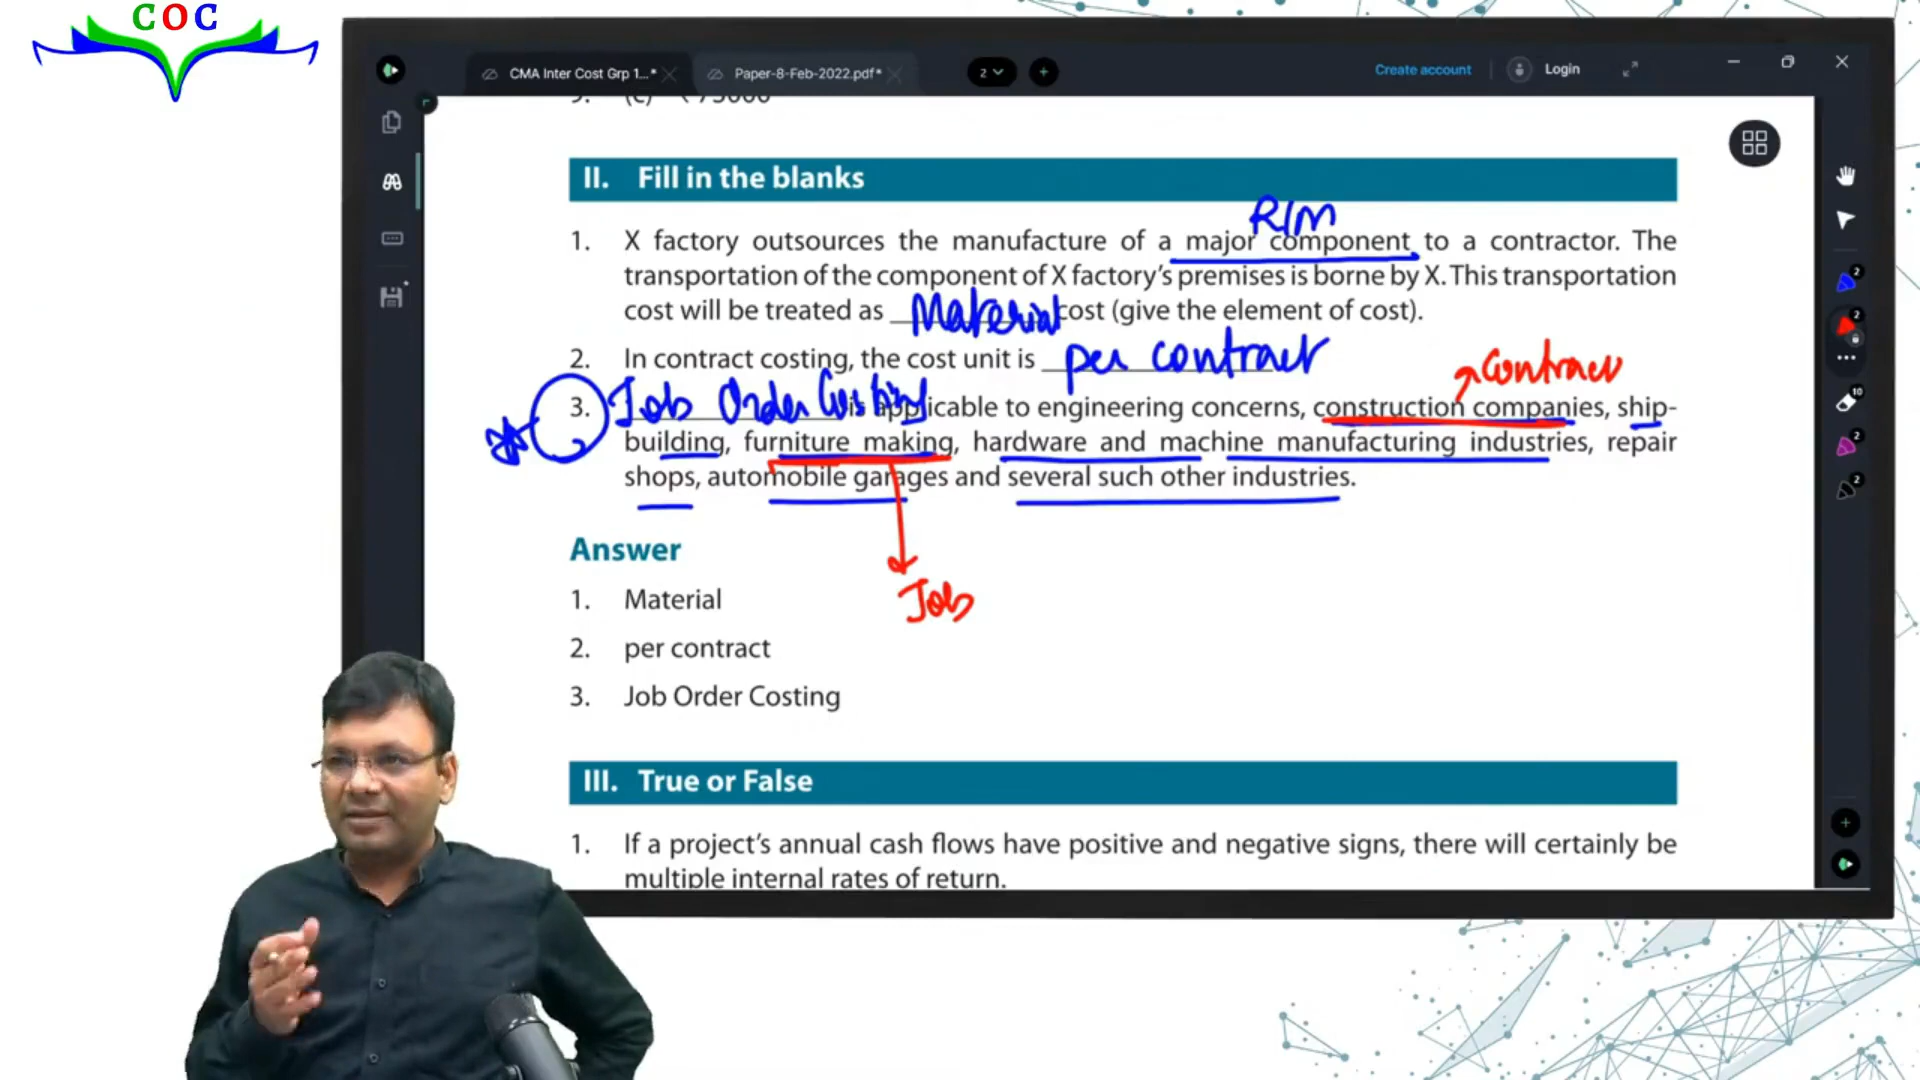 COC
CMA Inter Cost Grp 1...*
Paper-8-Feb-2022.pdf*
2
Create account
Login
II. Fill in the blanks
R/M
1. X factory outsources the manufacture of a major component to a contractor. The
transportation of the component of X factory's premises is borne by X. This transportation
cost will be treated as Material cost (give the element of cost).
2. In contract costing, the cost unit is per contract
Contract
3. Job Order Costing is applicable to engineering concerns, construction companies, ship-
building, furniture making, hardware and machine manufacturing industries, repair
shops, automobile garages and several such other industries.
Answer
1. Material
Job
2. per contract
3. Job Order Costing
III. True or False
1. If a project's annual cash flows have positive and negative signs, there will certainly be
multiple internal rates of return.
2
2
10
2
2